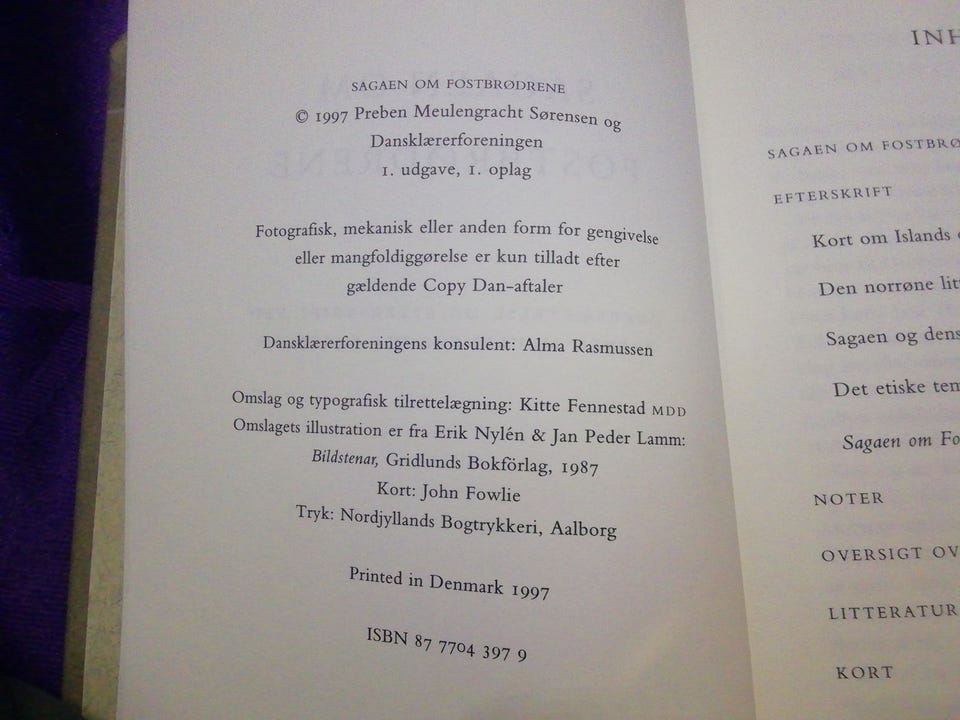 SAGAEN OM FOSTBRØDRENE
© 1997 Preben Meulengracht Sørensen og
Dansklærerforeningen
1. udgave, 1. oplag
Fotografisk, mekanisk eller anden form for gengivelse
eller mangfoldiggørelse er kun tilladt efter
gældende Copy Dan-aftaler
Dansklærerforeningens konsulent: Alma Rasmussen
Omslag og typografisk tilrettelægning: Kitte Fennestad MDD
Omslagets illustration er fra Erik Nylén & Jan Peder Lamm:
Bildstenar, Gridlunds Bokförlag, 1987
Kort: John Fowlie
Tryk: Nordjyllands Bogtrykkeri, Aalborg
Printed in Denmark 1997
ISBN 87 7704 397 9
INH
SAGAEN OM FOSTBRØ
EFTERSKRIFT
Kort om Islands
Den norrøne lit
Sagaen og dens
Det etiske tem
Sagaen om Fo
NOTER
OVERSIGT OV
LITTERATUR
KORT